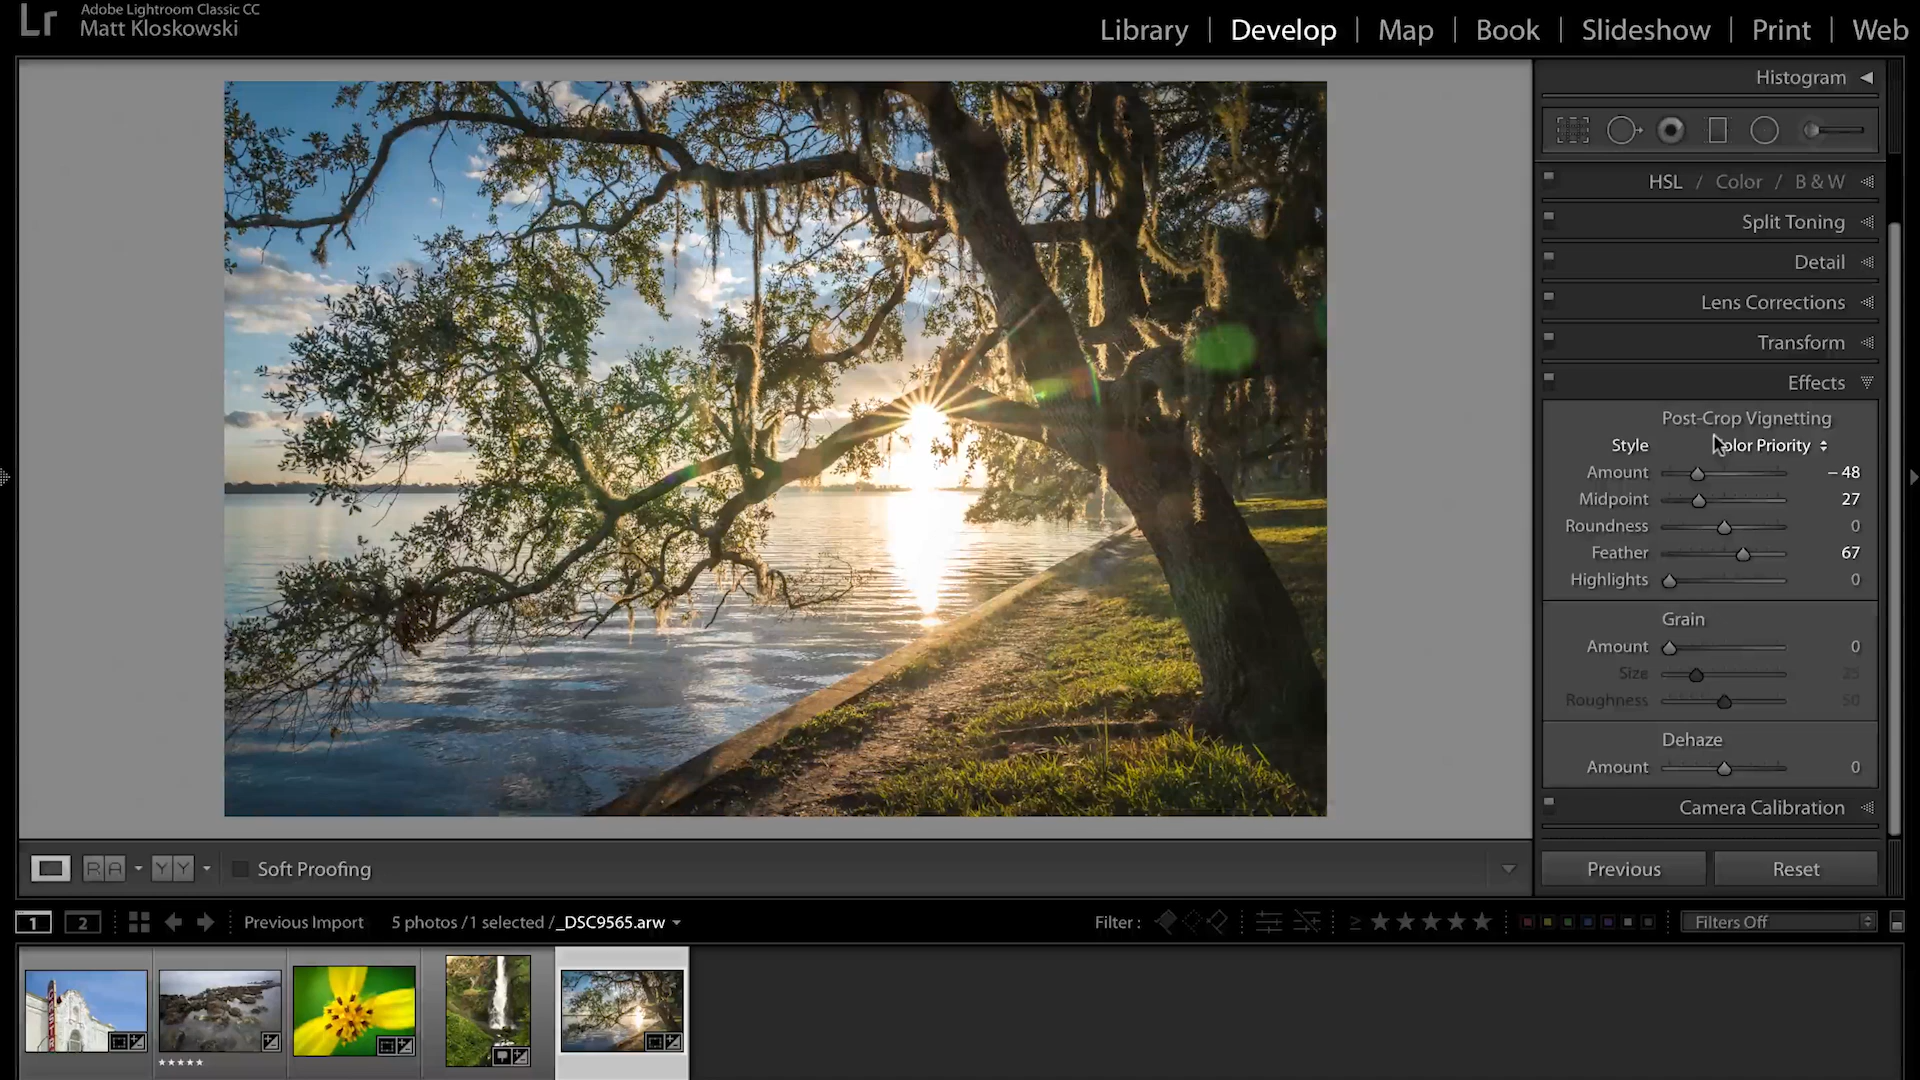 Lr
Adobe Lightroom Classic CC
Matt Kloskowski
Library | Develop | Map | Book | Slideshow | Print | Web
Histogram
HSL / Color / B & W
Split Toning
Detail
Lens Corrections
Transform
Effects
Post-Crop Vignetting
Style olor Priority
Amount – 48
Midpoint 27
Roundness 0
Feather 67
Highlights 0
Grain
Amount 0
Size 25
Roughness 50
Dehaze
Amount 0
Camera Calibration
R A Y Y Soft Proofing
Previous Reset
1 2 Previous Import 5 photos / 1 selected / _DSC9565.arw Filter : ≥ Filters Off